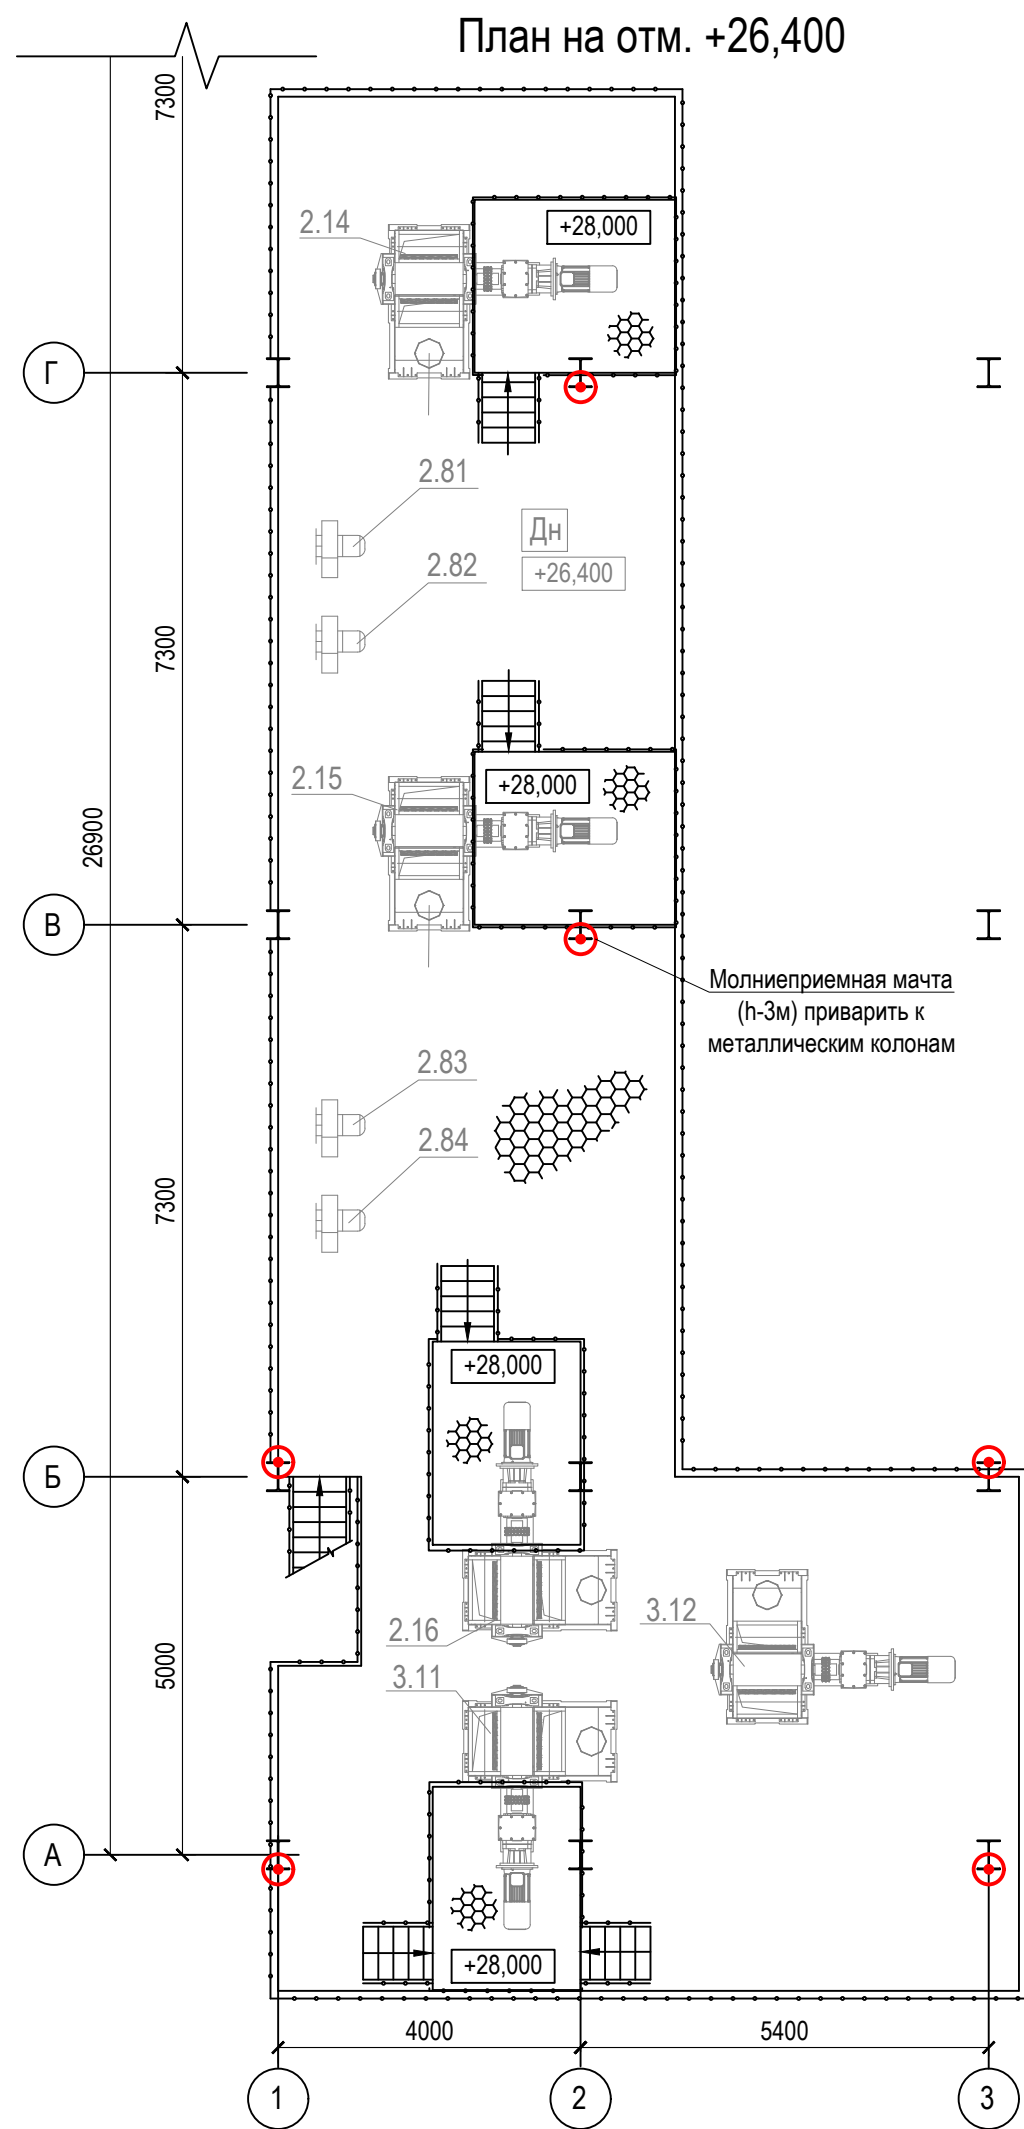 План на отм. +26,400
7300
2.14
+28,000
Г
2.81
Дн
2.82
+26,400
7300
2.15
+28,000
26900
В
Молниеприемная мачта
(h-3м) приварить к
металлическим колонам
2.83
2.84
7300
+28,000
Б
2.16
3.12
5000
3.11
А
+28,000
4000
5400
1
2
3